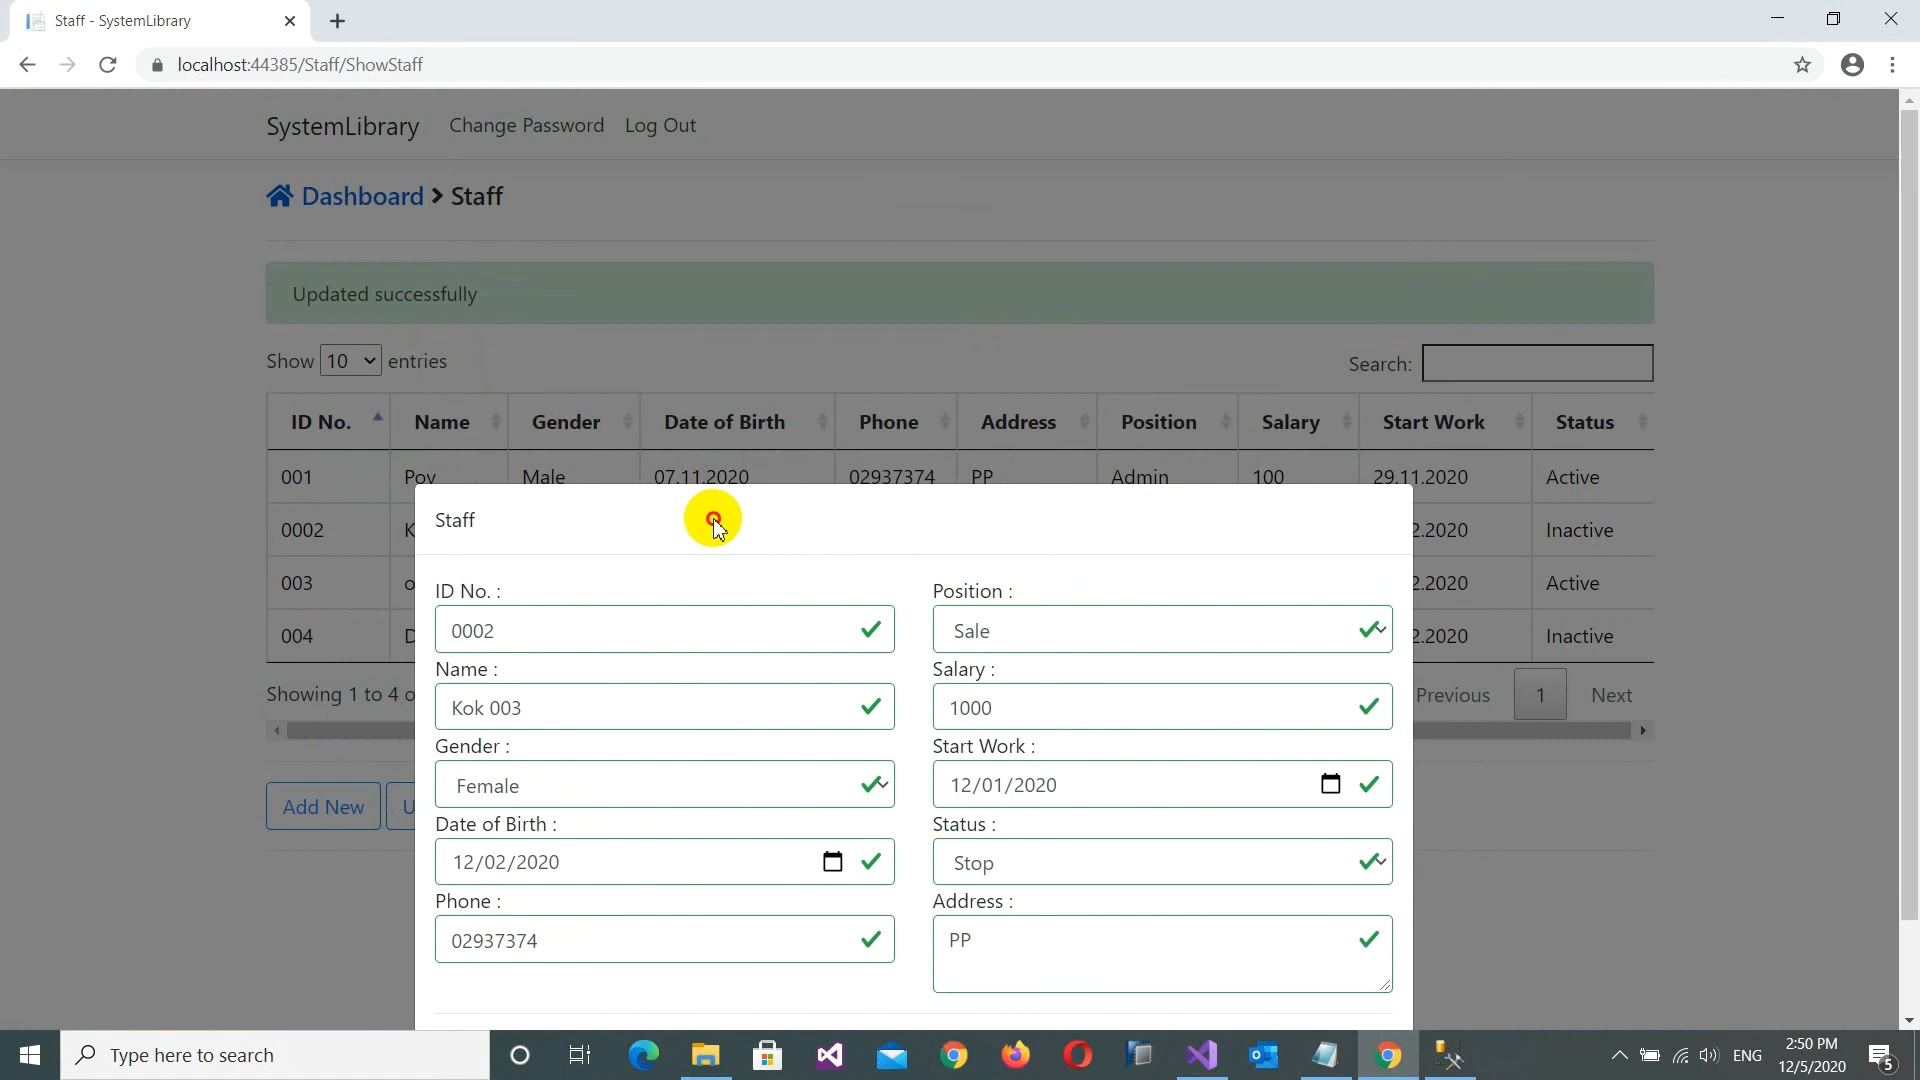 Staff - SystemLibrary
localhost:44385/Staff/ShowStaff
SystemLibrary Change Password Log Out
Dashboard > Staff
Updated successfully
Show 10 entries Search:
ID No. Name Gender Date of Birth Phone Address Position Salary Start Work Status
001 Pov Male 07.11.2020 02937374 PP Admin 100 29.11.2020 Active
0002 K 2.2020 Inactive
003 2.2020 Active
004 D 2.2020 Inactive
Showing 1 to 4 o Previous 1 Next
Add New U
Staff
ID No. :
0002
Name :
Kok 003
Gender :
Female
Date of Birth :
12/02/2020
Phone :
02937374
Position :
Sale
Salary :
1000
Start Work :
12/01/2020
Status :
Stop
Address :
PP
Type here to search
ENG
2:50 PM
12/5/2020
5